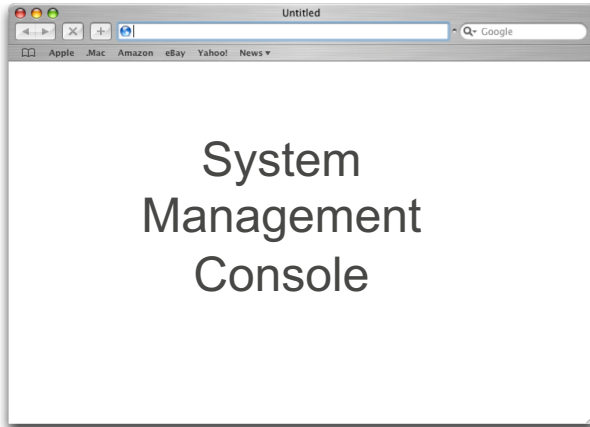 Untitled
Google
Apple .Mac Amazon eBay Yahoo! News
System
Management
Console